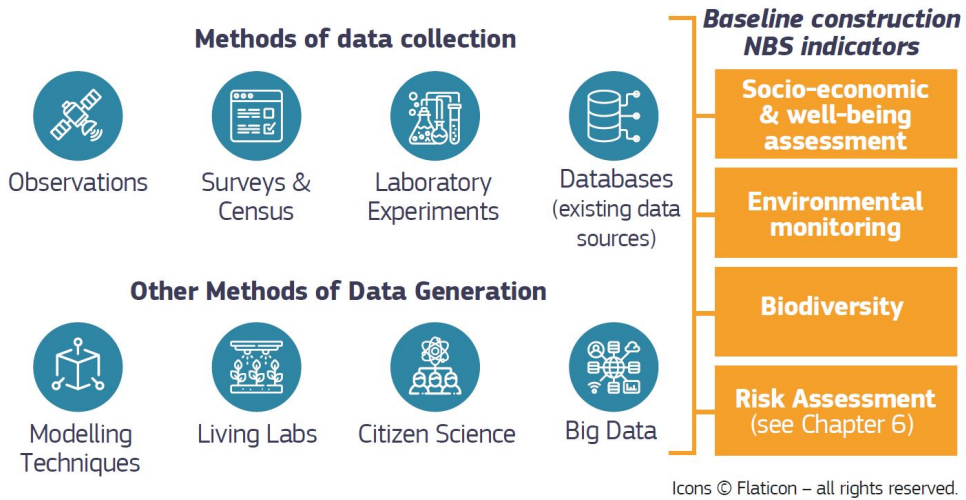 Methods of data collection
Observations
Surveys &
Census
Laboratory
Experiments
Databases
(existing data
sources)
Other Methods of Data Generation
Modelling
Techniques
Living Labs
Citizen Science
Big Data
Baseline construction
NBS indicators
Socio-economic
& well-being
assessment
Environmental
monitoring
Biodiversity
Risk Assessment
(see Chapter 6)
Icons © Flaticon – all rights reserved.